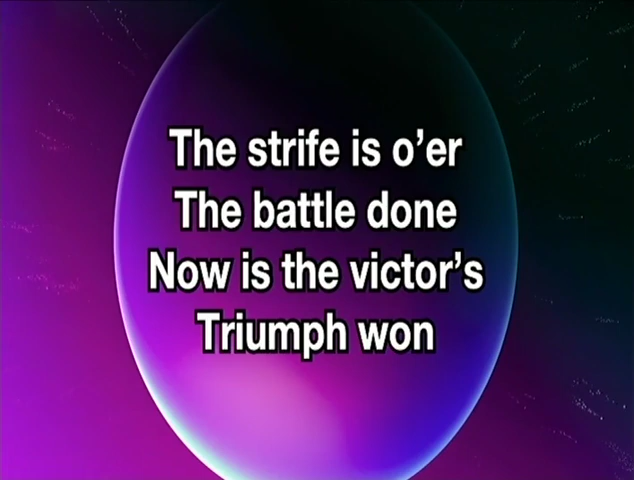 The strife is o’er
The battle done
Now is the victor’s
Triumph won